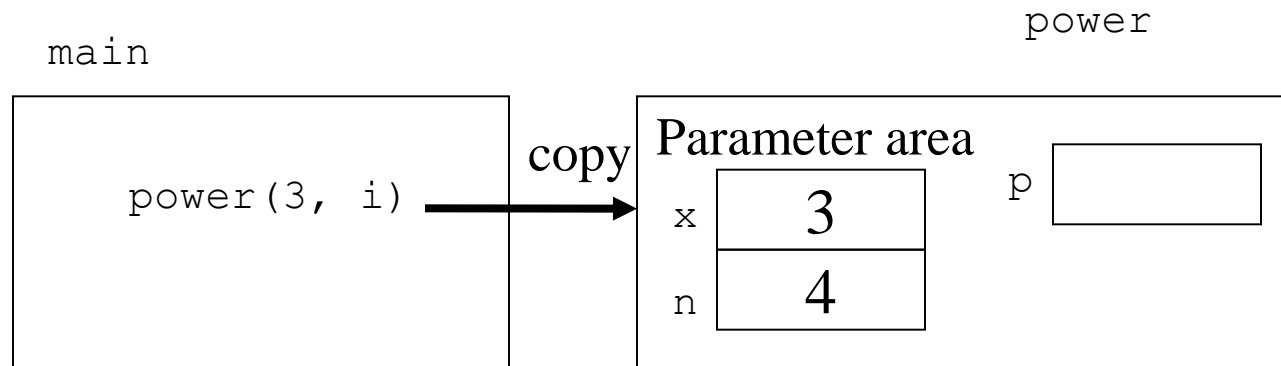 main
power
power(3, i)
copy
Parameter area
x 3
n 4
p